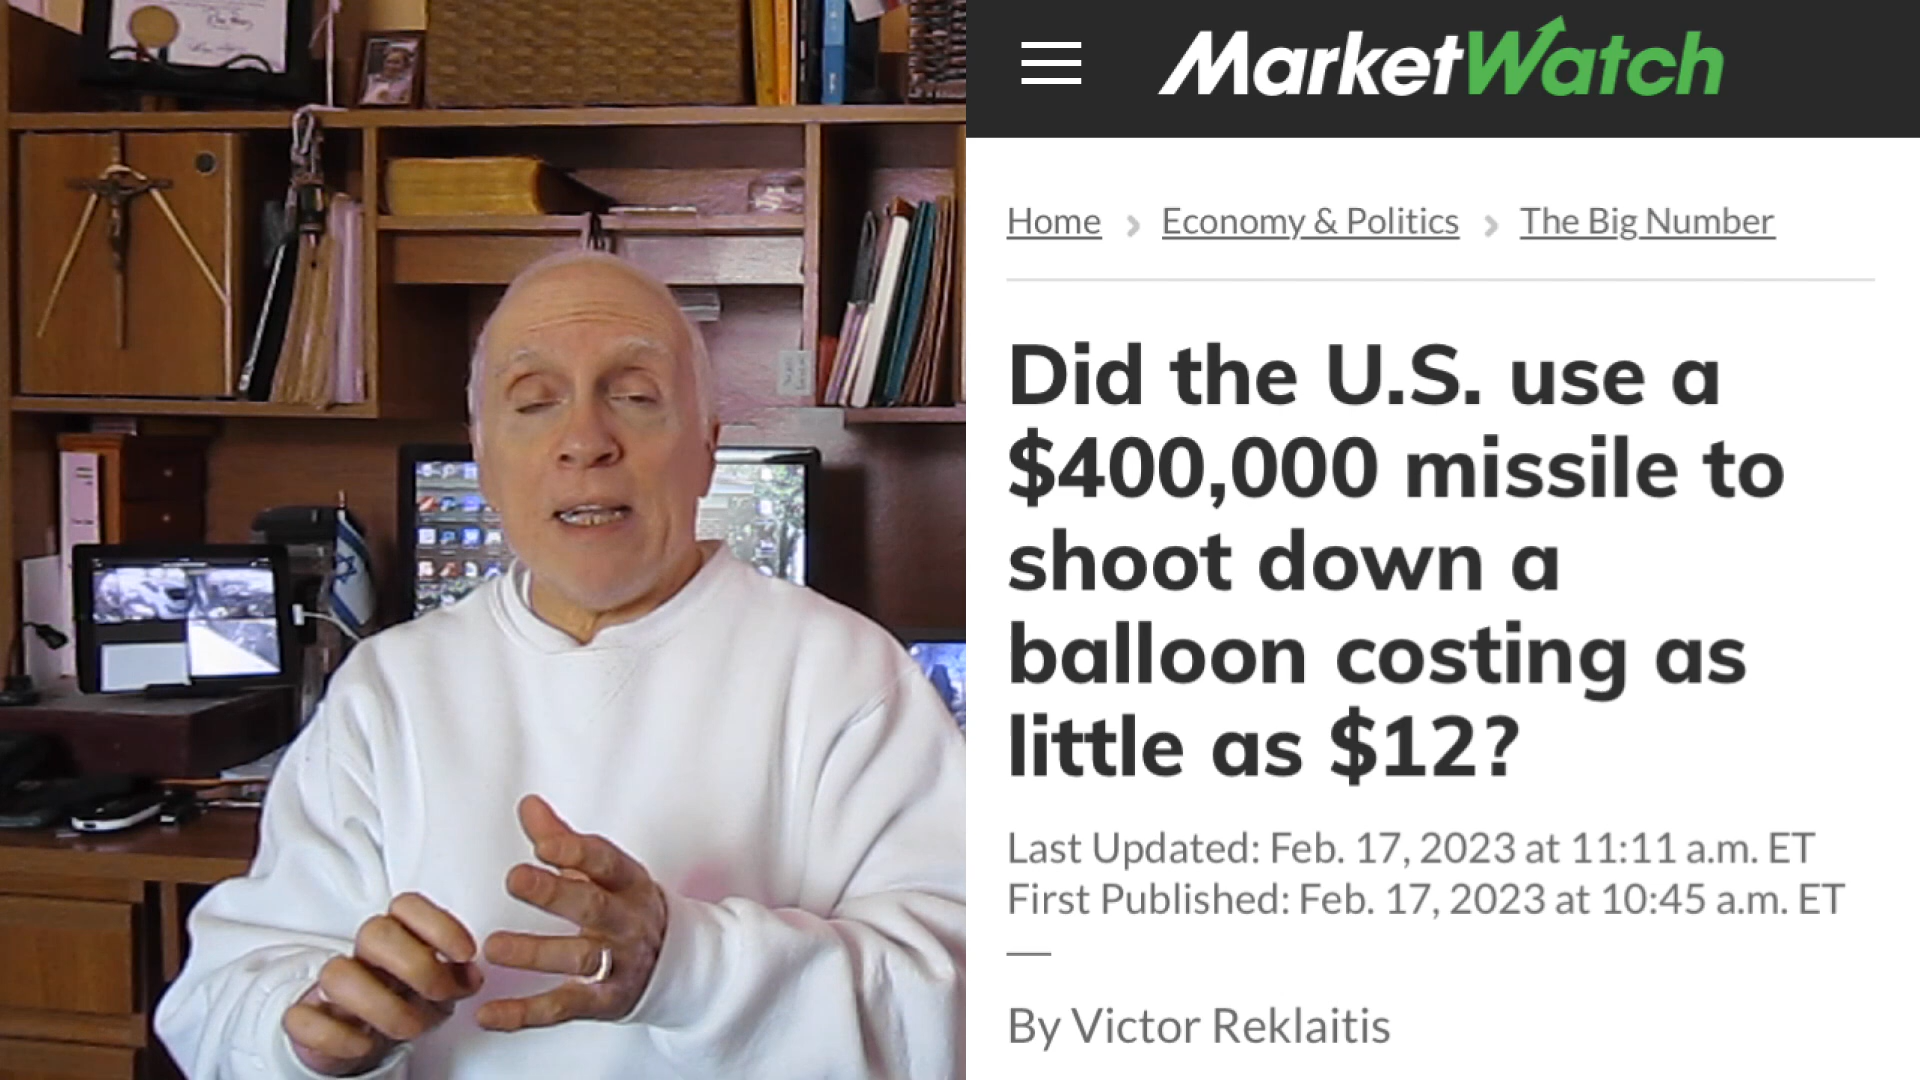 MarketWatch
Home > Economy & Politics > The Big Number
Did the U.S. use a
$400,000 missile to
shoot down a
balloon costing as
little as $12?
Last Updated: Feb. 17, 2023 at 11:11 a.m. ET
First Published: Feb. 17, 2023 at 10:45 a.m. ET
By Victor Reklaitis